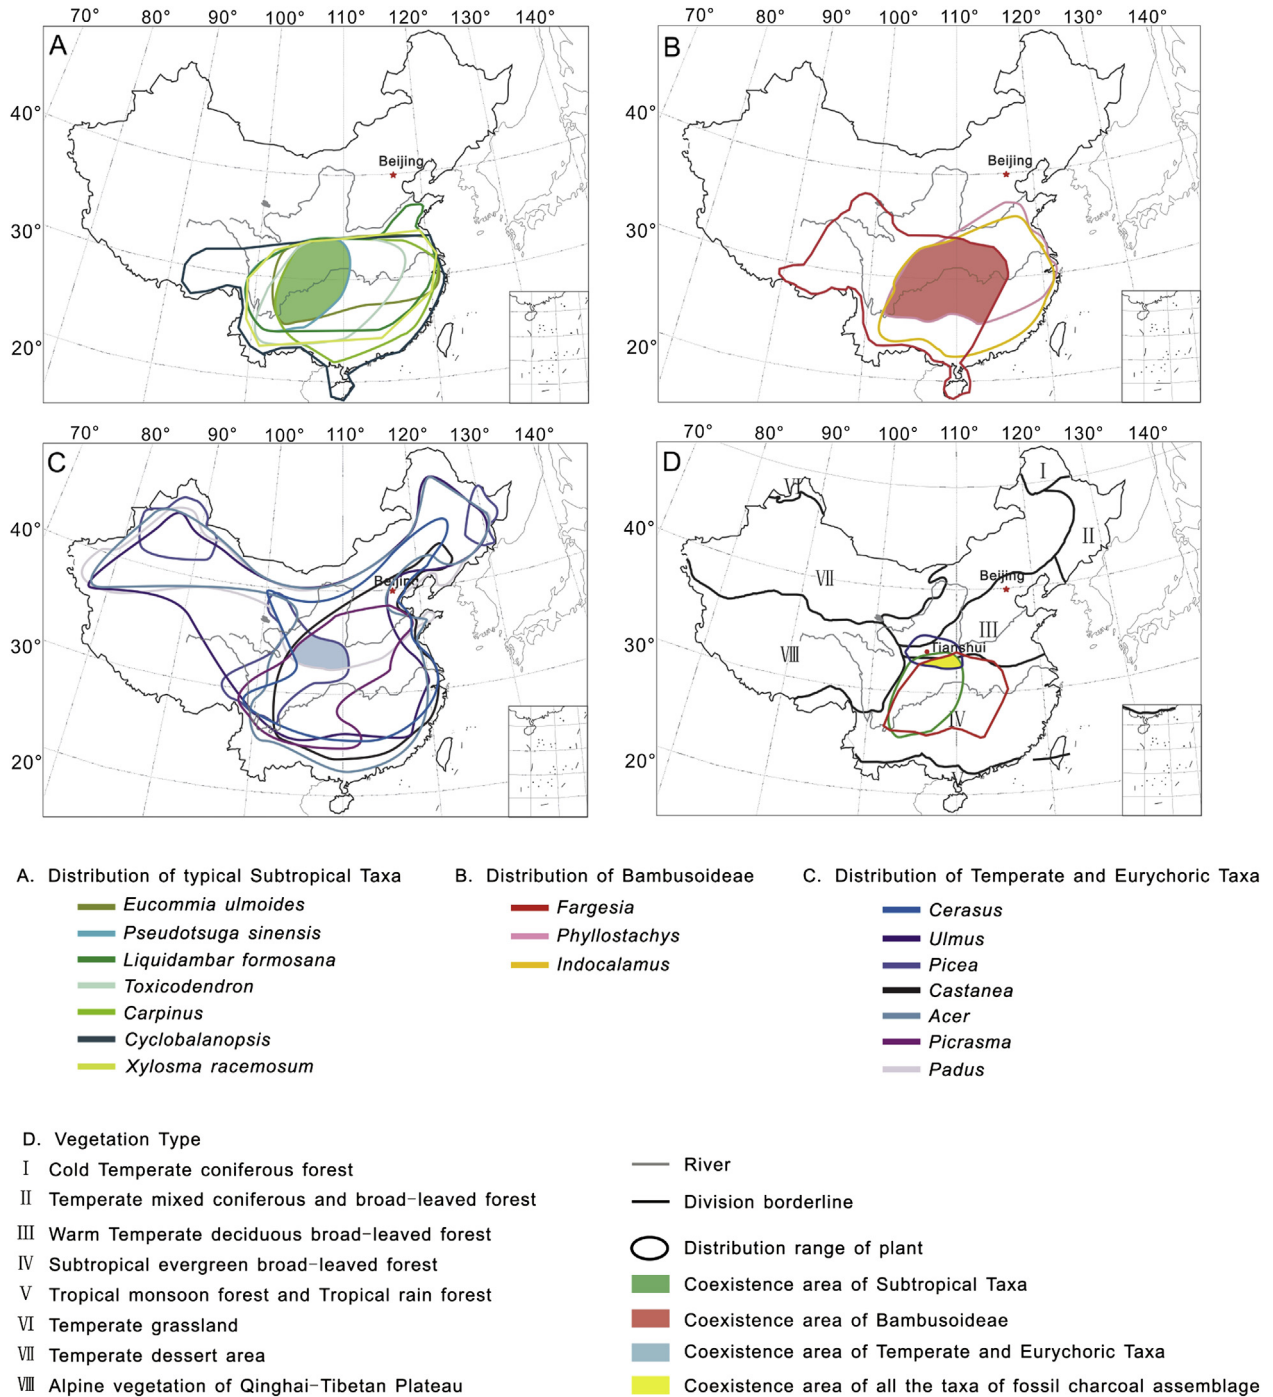 70° 80° 90° 100° 110° 120° 130° 140°
A
40°
30°
20°
Beijing
70° 80° 90° 100° 110° 120° 130° 140°
B
40°
30°
20°
Beijing
70° 80° 90° 100° 110° 120° 130° 140°
C
40°
30°
20°
Beijing
70° 80° 90° 100° 110° 120° 130° 140°
D
40°
30°
20°
Ⅰ
Ⅱ
Ⅵ
Ⅶ
Beijing
Ⅲ
Tianshui
Ⅷ
Ⅳ
A. Distribution of typical Subtropical Taxa
Eucommia ulmoides
Pseudotsuga sinensis
Liquidambar formosana
Toxicodendron
Carpinus
Cyclobalanopsis
Xylosma racemosum
B. Distribution of Bambusoideae
Fargesia
Phyllostachys
Indocalamus
C. Distribution of Temperate and Eurychoric Taxa
Cerasus
Ulmus
Picea
Castanea
Acer
Picrasma
Padus
D. Vegetation Type
Ⅰ Cold Temperate coniferous forest
Ⅱ Temperate mixed coniferous and broad-leaved forest
Ⅲ Warm Temperate deciduous broad-leaved forest
Ⅳ Subtropical evergreen broad-leaved forest
Ⅴ Tropical monsoon forest and Tropical rain forest
Ⅵ Temperate grassland
Ⅶ Temperate dessert area
Ⅷ Alpine vegetation of Qinghai-Tibetan Plateau
River
Division borderline
Distribution range of plant
Coexistence area of Subtropical Taxa
Coexistence area of Bambusoideae
Coexistence area of Temperate and Eurychoric Taxa
Coexistence area of all the taxa of fossil charcoal assemblage